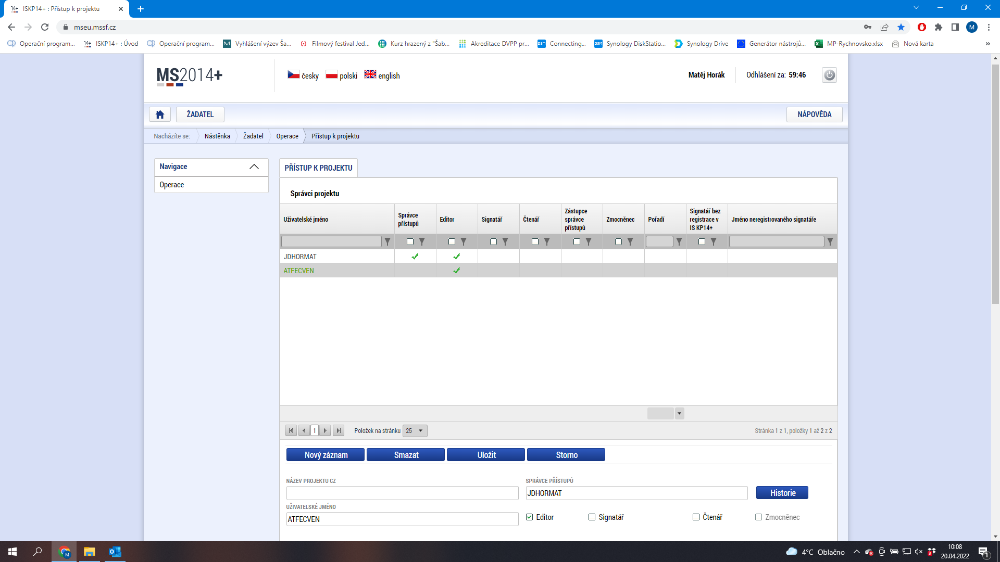 ISKP14+ : Přístup k projektu
mseu.mssf.cz
Operační program...
ISKP14+ : Úvod
Operační program...
Vyhlášení výzev Ša...
Filmový festival Jed...
Kurz hrazený z "Šab...
Akreditace DVPP pr...
Connecting...
Synology DiskStatio...
Synology Drive
Generátor nástrojů...
MP-Rychnovsko.xlsx
Nová karta
MS2014+
česky
polski
english
Matěj Horák
Odhlášení za: 59:46
ŽADATEL
NÁPOVĚDA
Nacházíte se:
Nástěnka
Žadatel
Operace
Přístup k projektu
Navigace
Operace
PŘÍSTUP K PROJEKTU
Správci projektu
Uživatelské jméno
Správce
přístupů
Editor
Signatář
Čtenář
Zástupce
správce
přístupů
Zmocněnec
Pořadí
Signatář bez
registrace v
IS KP14+
Jméno neregistrovaného signatáře
JDHORMAT
ATFECVEN
1
Položek na stránku
25
Stránka 1 z 1, položky 1 až 2 z 2
Nový záznam
Smazat
Uložit
Storno
NÁZEV PROJEKTU CZ
SPRÁVCE PŘÍSTUPŮ
JDHORMAT
Historie
UŽIVATELSKÉ JMÉNO
ATFECVEN
Editor
Signatář
Čtenář
Zmocněnec
4°C Oblačno
10:08
20.04.2022